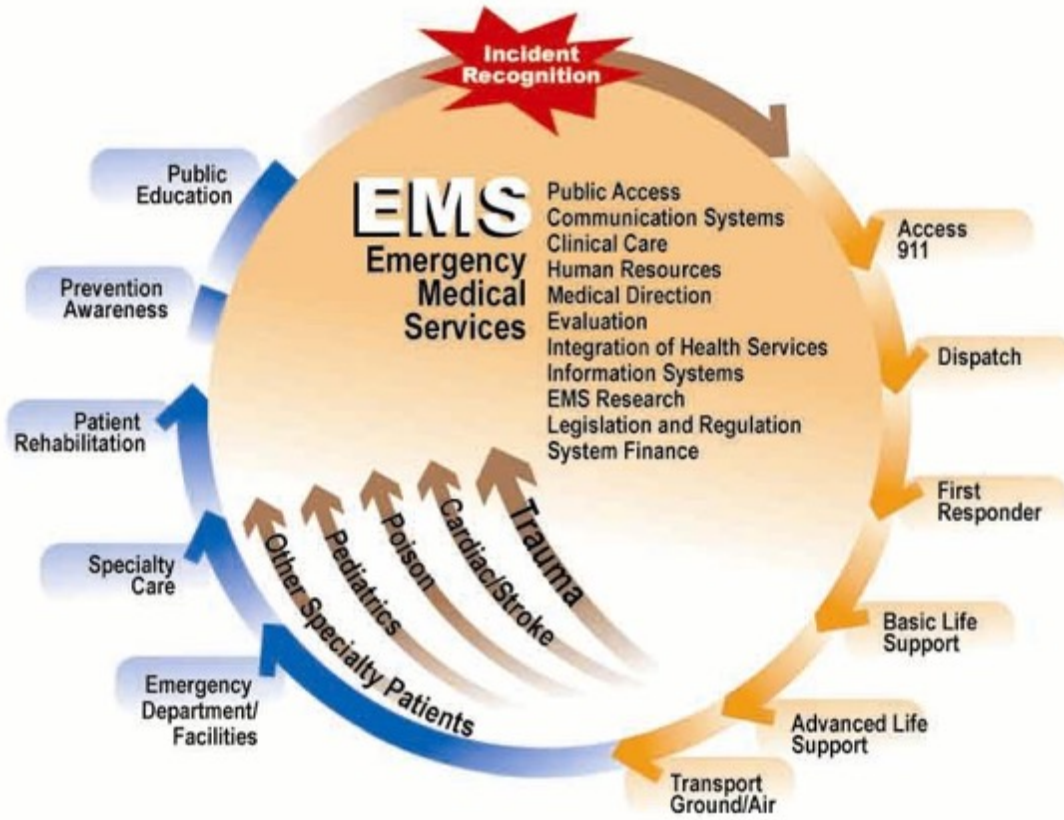 Incident
Recognition
EMS
Emergency
Medical
Services
Public Access
Communication Systems
Clinical Care
Human Resources
Medical Direction
Evaluation
Integration of Health Services
Information Systems
EMS Research
Legislation and Regulation
System Finance
Access
911
Dispatch
First
Responder
Basic Life
Support
Advanced Life
Support
Transport
Ground/Air
Emergency
Department/
Facilities
Specialty
Care
Patient
Rehabilitation
Prevention
Awareness
Public
Education
Other Specialty Patients
Pediatrics
Poison
Cardiac/Stroke
Trauma